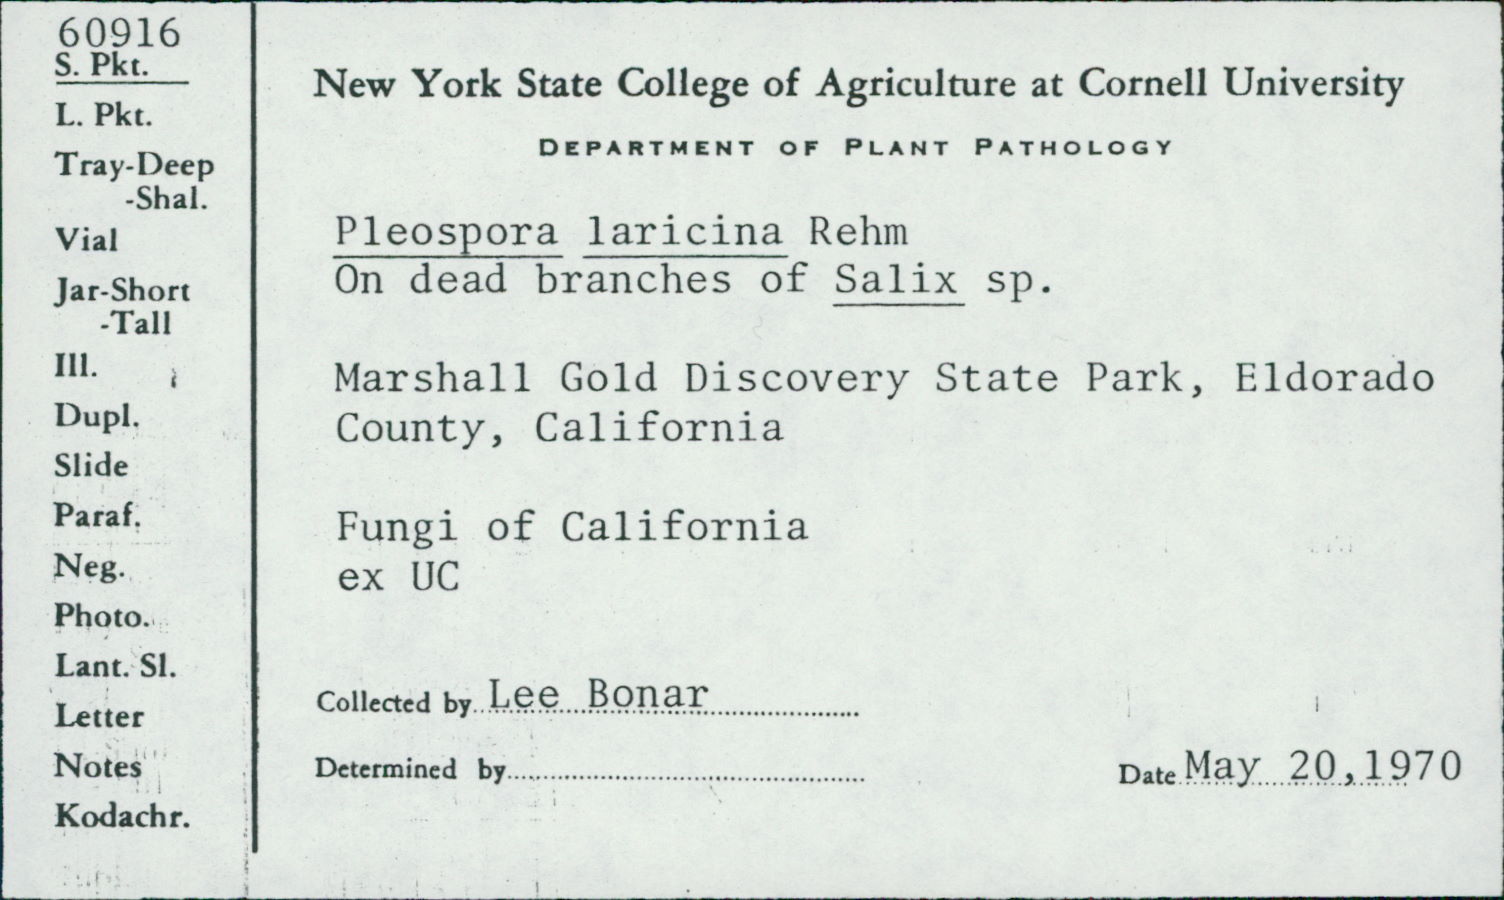 60916
S. Pkt.
L. Pkt.
Tray-Deep
-Shal.
Vial
Jar-Short
-Tall
Ill.
Dupl.
Slide
Paraf.
Neg.
Photo.
Lant. Sl.
Letter
Notes
Kodachr.
New York State College of Agriculture at Cornell University
DEPARTMENT OF PLANT PATHOLOGY
Pleospora laricina Rehm
On dead branches of Salix sp.
Marshall Gold Discovery State Park, Eldorado
County, California
Fungi of California
ex UC
Collected by Lee Bonar
Determined by
Date May 20,1970